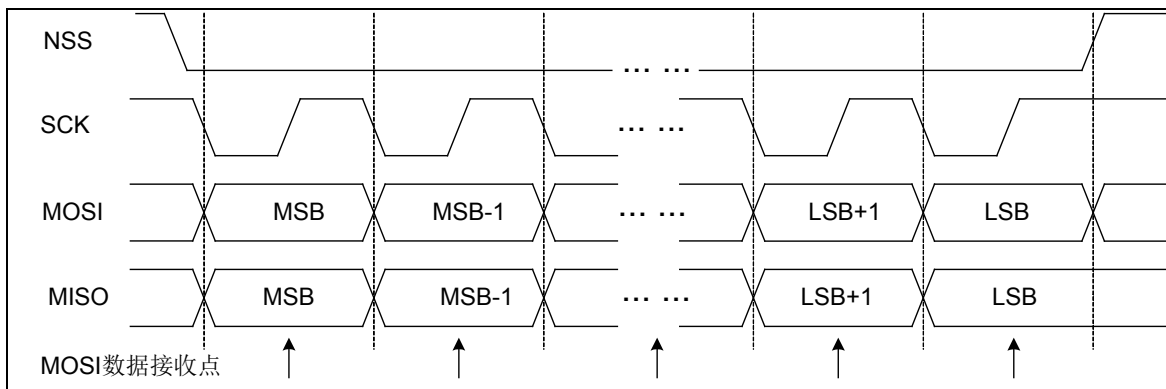 NSS
... ...
SCK
... ...
MOSI MSB MSB-1 ... ... LSB+1 LSB
MISO MSB MSB-1 ... ... LSB+1 LSB
MOSI数据接收点